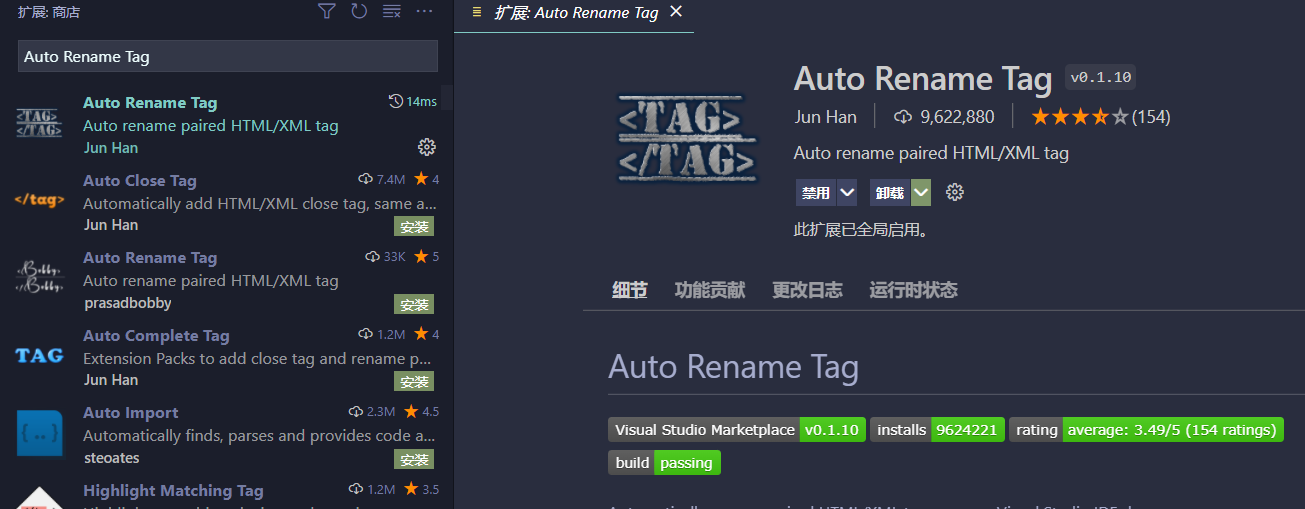 扩展: 商店
Auto Rename Tag
Auto Rename Tag 14ms
Auto rename paired HTML/XML tag
Jun Han
</tag>
Auto Close Tag 7.4M 4
Automatically add HTML/XML close tag, same a...
Jun Han 安装
Auto Rename Tag 33K 5
Auto rename paired HTML/XML tag
prasadbobby 安装
TAG
Auto Complete Tag 1.2M 4
Extension Packs to add close tag and rename p...
Jun Han 安装
{..}
Auto Import 2.3M 4.5
Automatically finds, parses and provides code a...
steoates 安装
Highlight Matching Tag 1.2M 3.5
扩展: Auto Rename Tag
<TAG>
</TAG>
Auto Rename Tag v0.1.10
Jun Han 9,622,880 (154)
Auto rename paired HTML/XML tag
禁用 卸载
此扩展已全局启用。
细节 功能贡献 更改日志 运行时状态
Auto Rename Tag
Visual Studio Marketplace v0.1.10 installs 9624221 rating average: 3.49/5 (154 ratings)
build passing